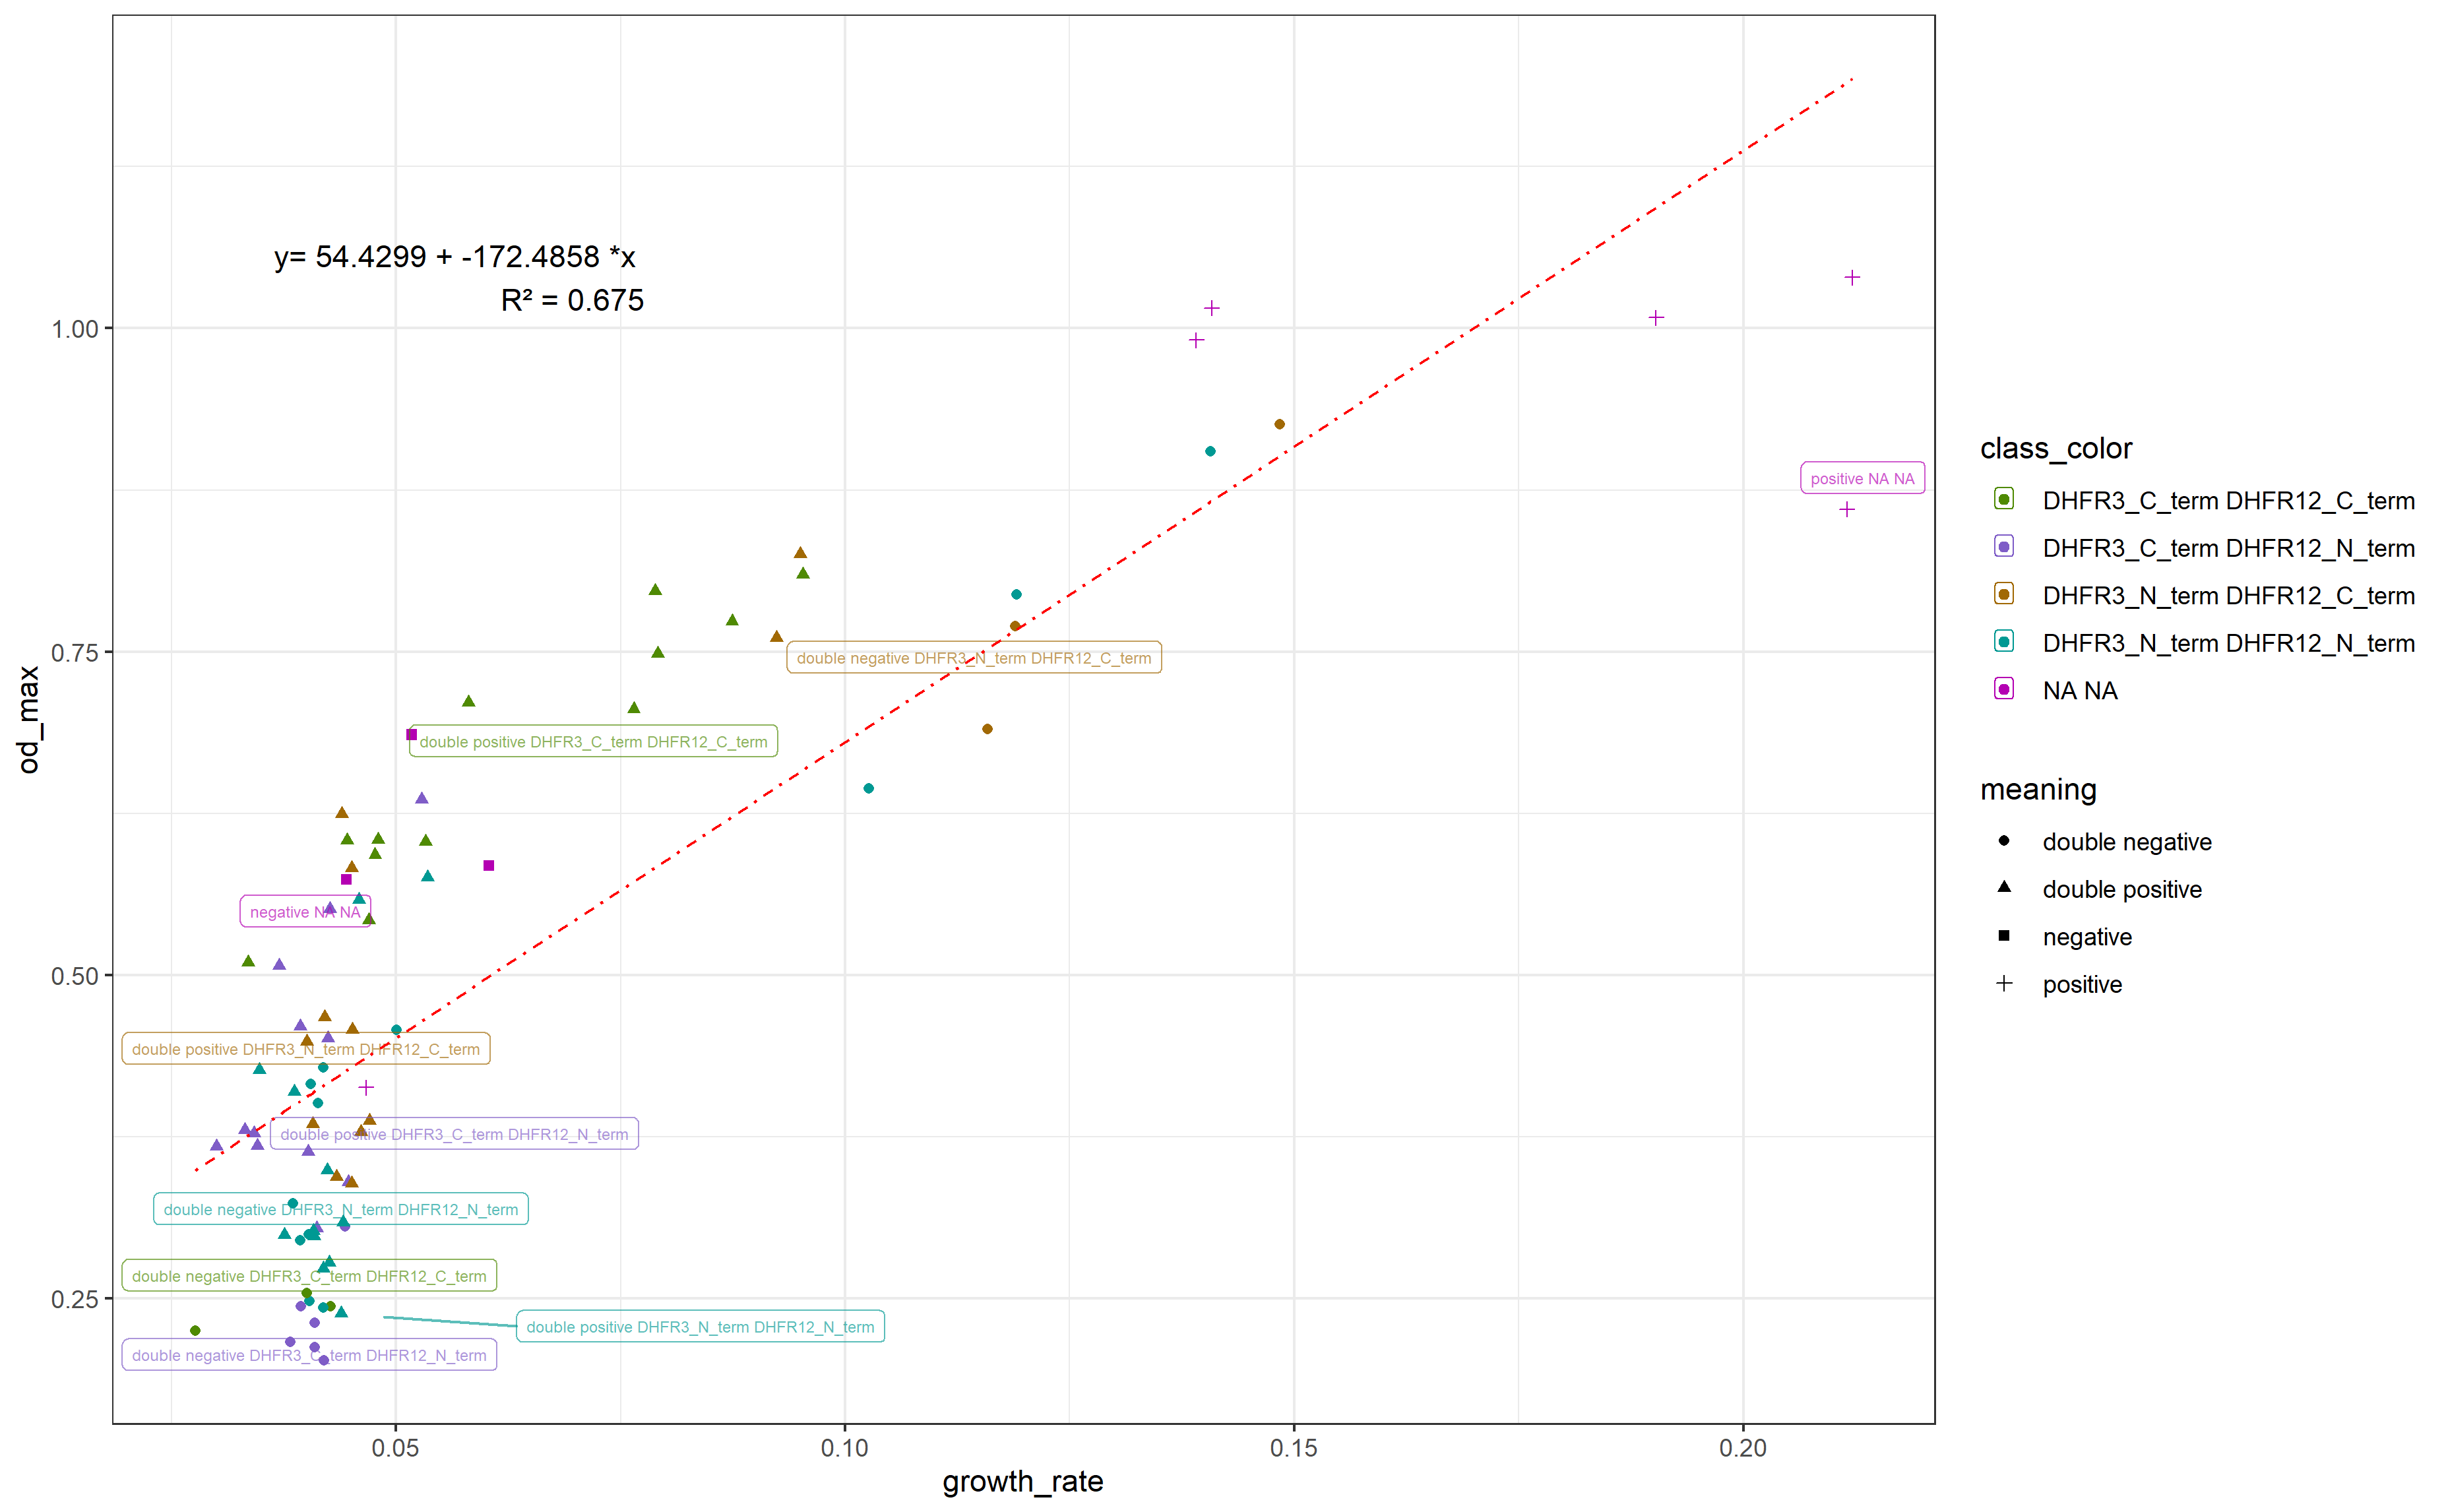 y= 54.4299 + -172.4858 *x
R² = 0.675
1.00
0.75
0.50
0.25
od_max
0.05
0.10
0.15
0.20
growth_rate
positive NA NA
double negative DHFR3_N_term DHFR12_C_term
double positive DHFR3_C_term DHFR12_C_term
negative NA NA
double positive DHFR3_N_term DHFR12_C_term
double positive DHFR3_C_term DHFR12_N_term
double negative DHFR3_N_term DHFR12_N_term
double negative DHFR3_C_term DHFR12_C_term
double positive DHFR3_N_term DHFR12_N_term
double negative DHFR3_C_term DHFR12_N_term
class_color
DHFR3_C_term DHFR12_C_term
DHFR3_C_term DHFR12_N_term
DHFR3_N_term DHFR12_C_term
DHFR3_N_term DHFR12_N_term
NA NA
meaning
double negative
double positive
negative
positive